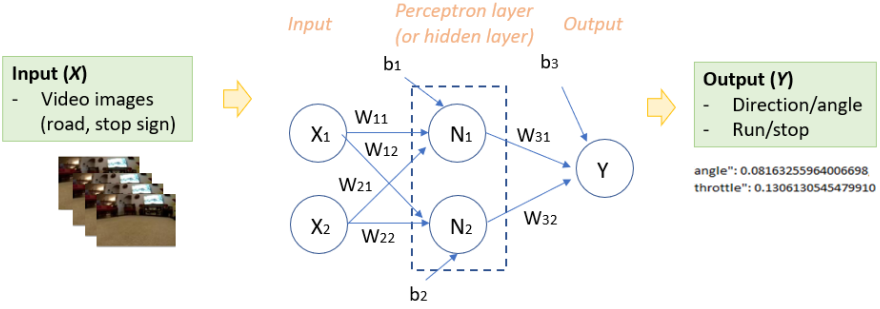 Input
Perceptron layer
(or hidden layer)
Output
Input (X)
- Video images
(road, stop sign)
b1
b3
X1
W11
W12
N1
W31
Y
W21
X2
W22
N2
W32
b2
Output (Y)
- Direction/angle
- Run/stop
angle": 0.08163255964006698
throttle": 0.1306130545479910